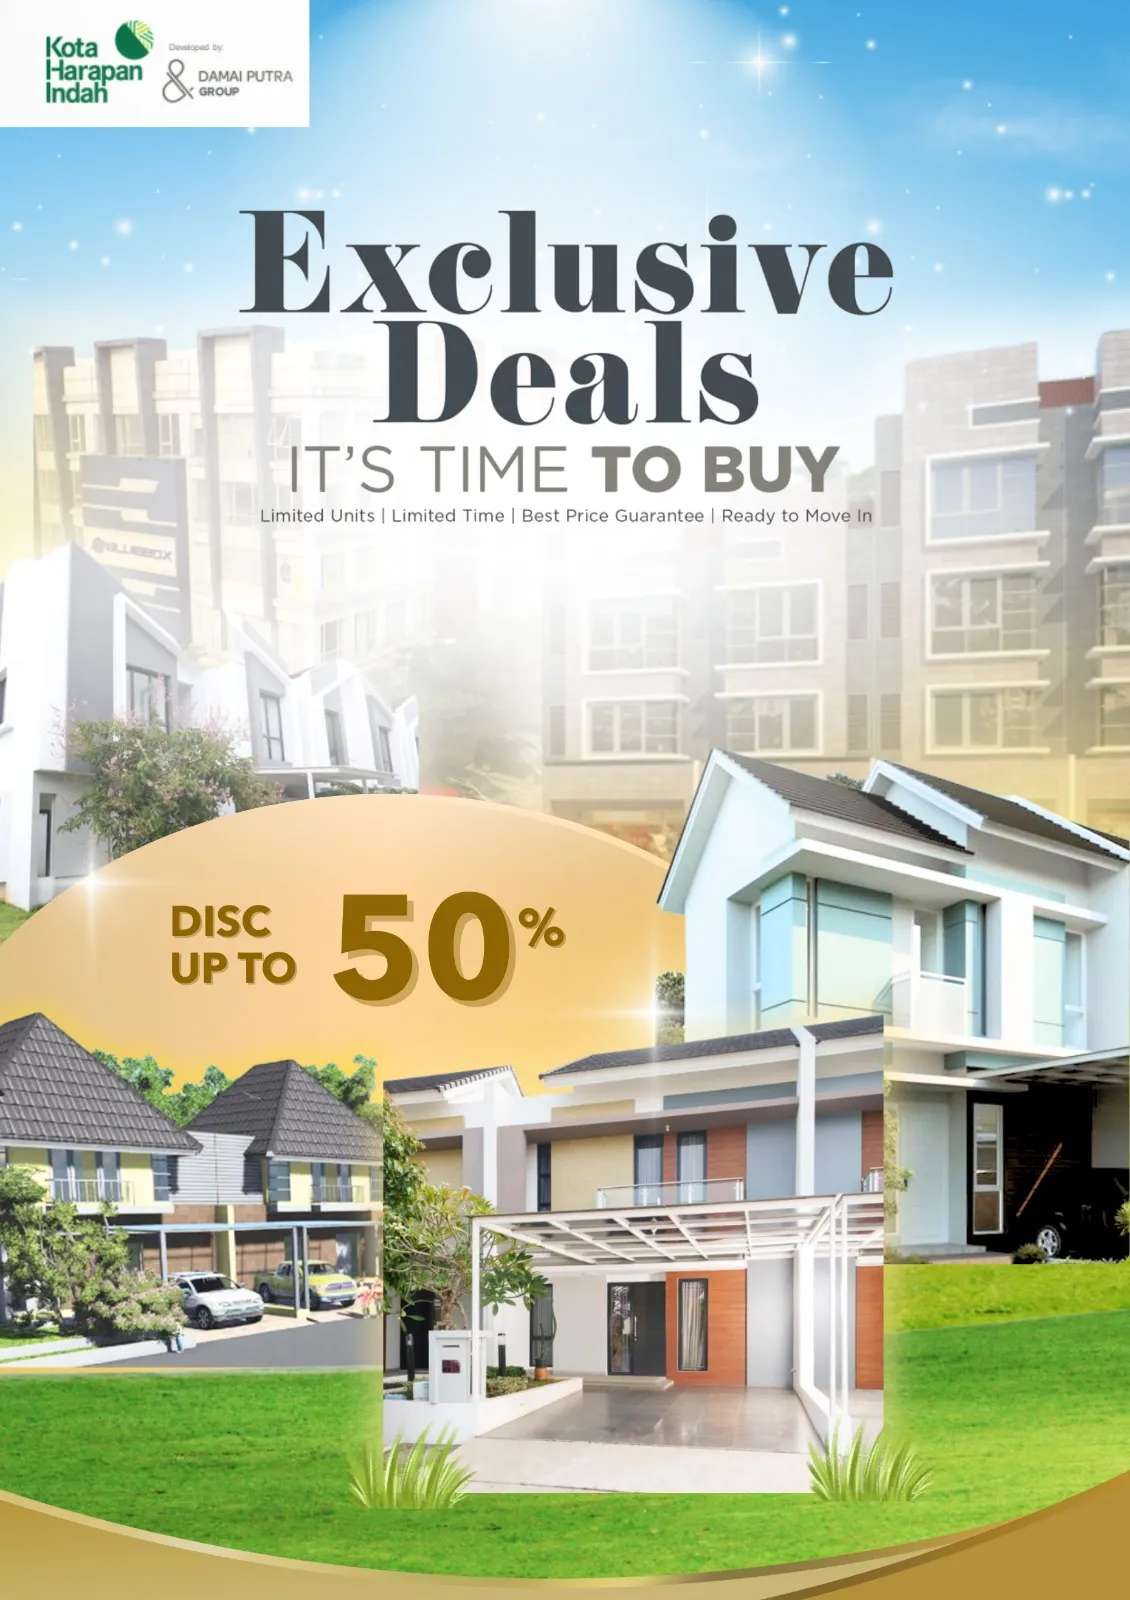 Kota
Harapan
Indah
Developed by:
DAMAI PUTRA
GROUP
Exclusive
Deals
IT'S TIME TO BUY
Limited Units | Limited Time | Best Price Guarantee | Ready to Move In
BLUEBOX
DISC
UP TO
50%